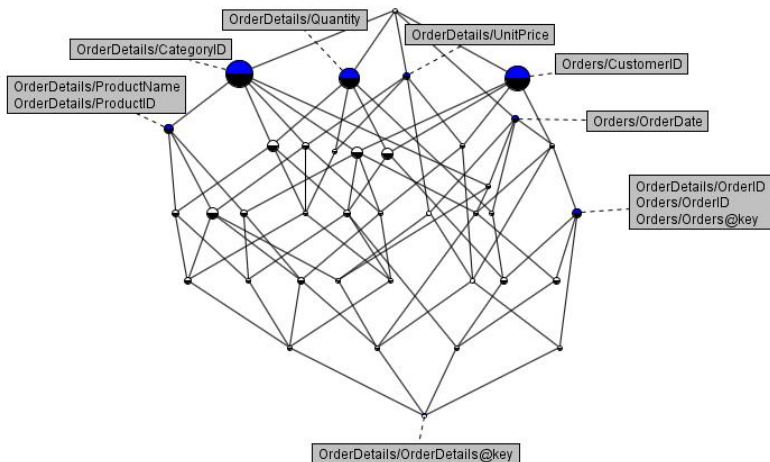 OrderDetails/Quantity
OrderDetails/UnitPrice
OrderDetails/CategoryID
Orders/CustomerID
OrderDetails/ProductName
OrderDetails/ProductID
Orders/OrderDate
OrderDetails/OrderID
Orders/OrderID
Orders/Orders@key
OrderDetails/OrderDetails@key